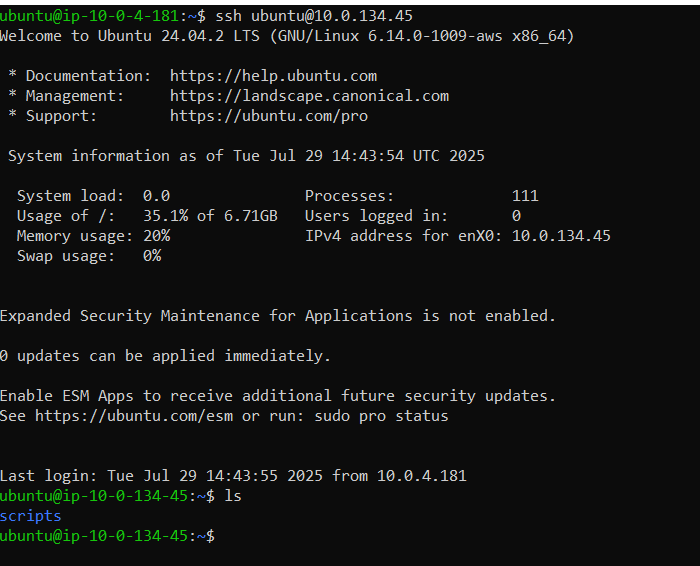 ubuntu@ip-10-0-4-181:~$ ssh ubuntu@10.0.134.45
Welcome to Ubuntu 24.04.2 LTS (GNU/Linux 6.14.0-1009-aws x86_64)
* Documentation:  https://help.ubuntu.com
* Management:     https://landscape.canonical.com
* Support:        https://ubuntu.com/pro
System information as of Tue Jul 29 14:43:54 UTC 2025
System load:  0.0               Processes:             111
Usage of /:   35.1% of 6.71GB   Users logged in:       0
Memory usage: 20%               IPv4 address for enX0: 10.0.134.45
Swap usage:   0%
Expanded Security Maintenance for Applications is not enabled.
0 updates can be applied immediately.
Enable ESM Apps to receive additional future security updates.
See https://ubuntu.com/esm or run: sudo pro status
Last login: Tue Jul 29 14:43:55 2025 from 10.0.4.181
ubuntu@ip-10-0-134-45:~$ ls
scripts
ubuntu@ip-10-0-134-45:~$